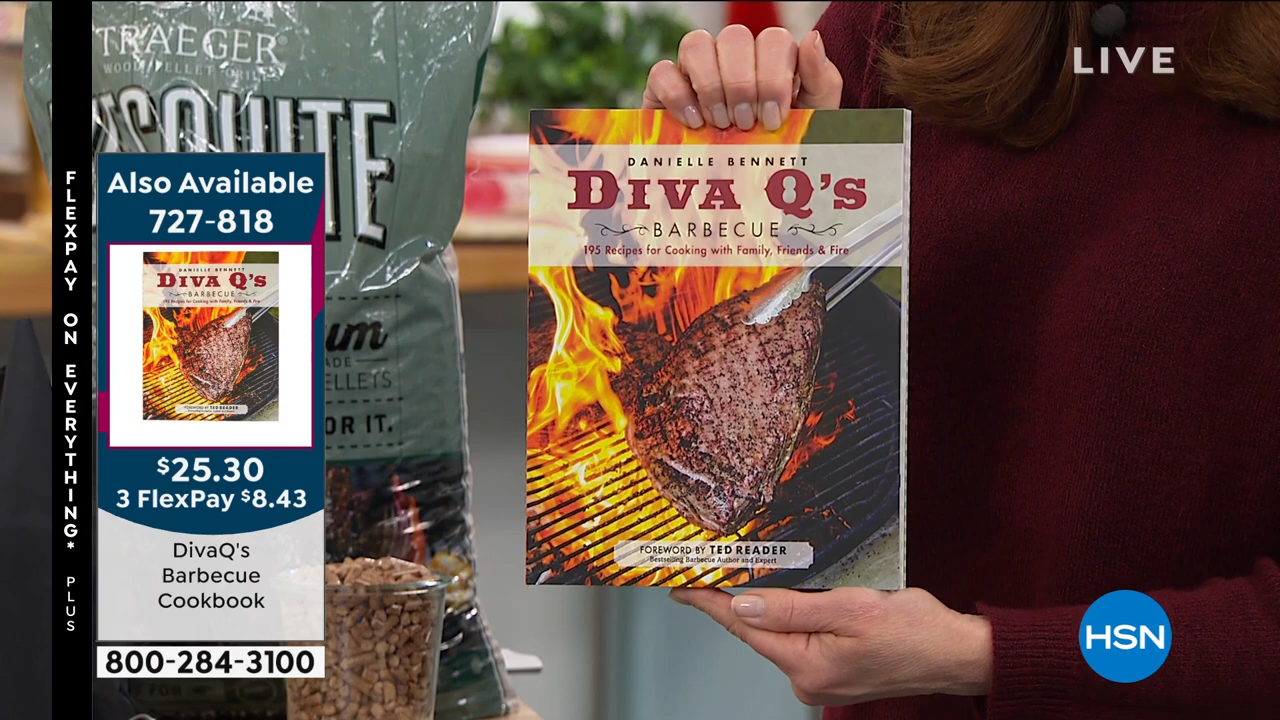 FLEXPAY ON EVERYTHING* PLUS
Also Available
727-818
DANIELLE BENNETT
DIVA Q'S
BARBECUE
195 Recipes for Cooking with Family, Friends & Fire
FOREWORD BY TED READER
$25.30
3 FlexPay $8.43
DivaQ's
Barbecue
Cookbook
800-284-3100
TRAEGER
WOOD PELLET GRILLS
ELLETS
OR IT.
DANIELLE BENNETT
DIVA Q'S
BARBECUE
195 Recipes for Cooking with Family, Friends & Fire
FOREWORD BY TED READER
Bestselling Barbecue Author and Expert
LIVE
HSN